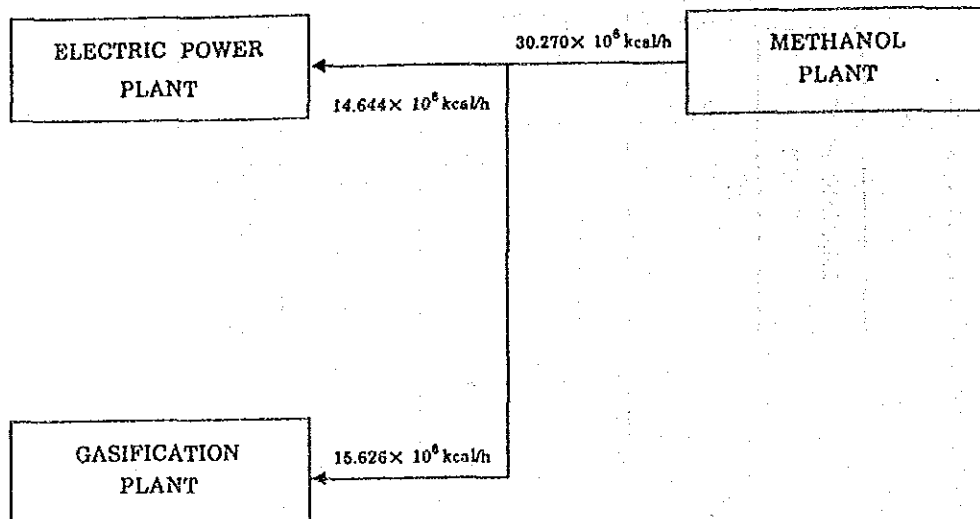 ELECTRIC POWER
PLANT
30.270× 10⁶ kcal/h
METHANOL
PLANT
14.644× 10⁶ kcal/h
GASIFICATION
PLANT
15.626× 10⁶ kcal/h